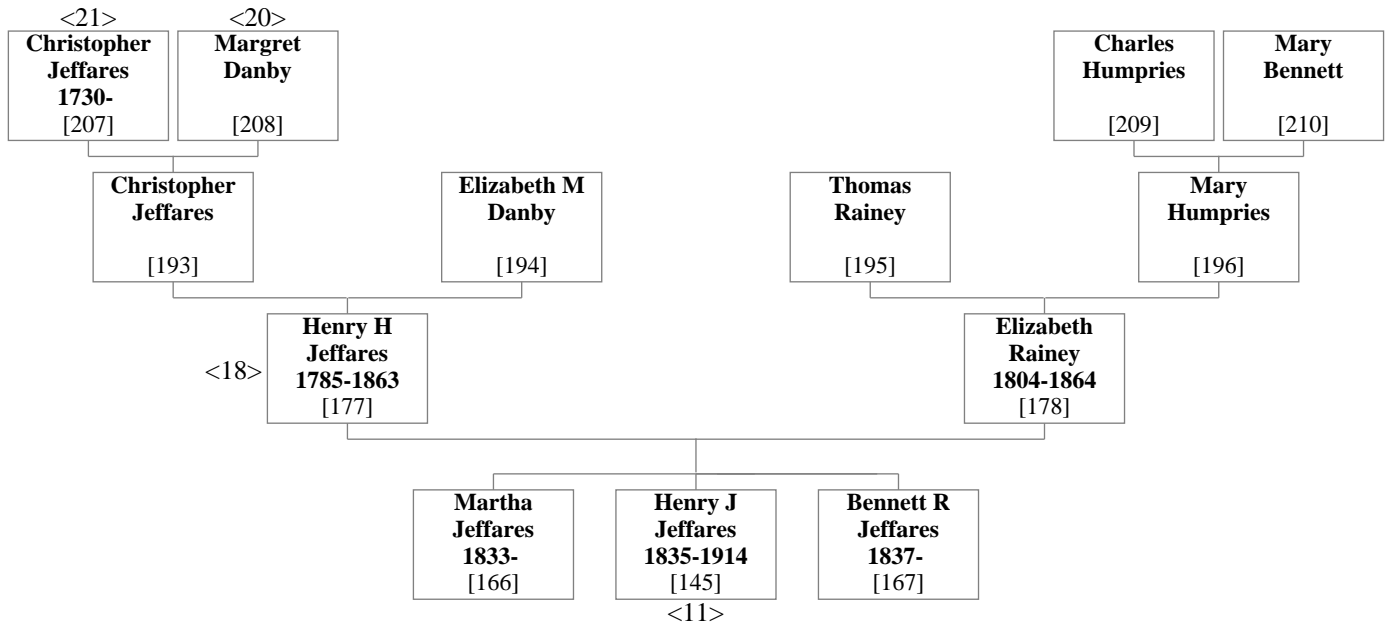 <21>
<20>
Christopher
Jeffares
1730-
[207]
Margret
Danby
[208]
Charles
Humpries
[209]
Mary
Bennett
[210]
Christopher
Jeffares
[193]
Elizabeth M
Danby
[194]
Thomas
Rainey
[195]
Mary
Humpries
[196]
<18>
Henry H
Jeffares
1785-1863
[177]
Elizabeth
Rainey
1804-1864
[178]
Martha
Jeffares
1833-
[166]
Henry J
Jeffares
1835-1914
[145]
Bennett R
Jeffares
1837-
[167]
<11>